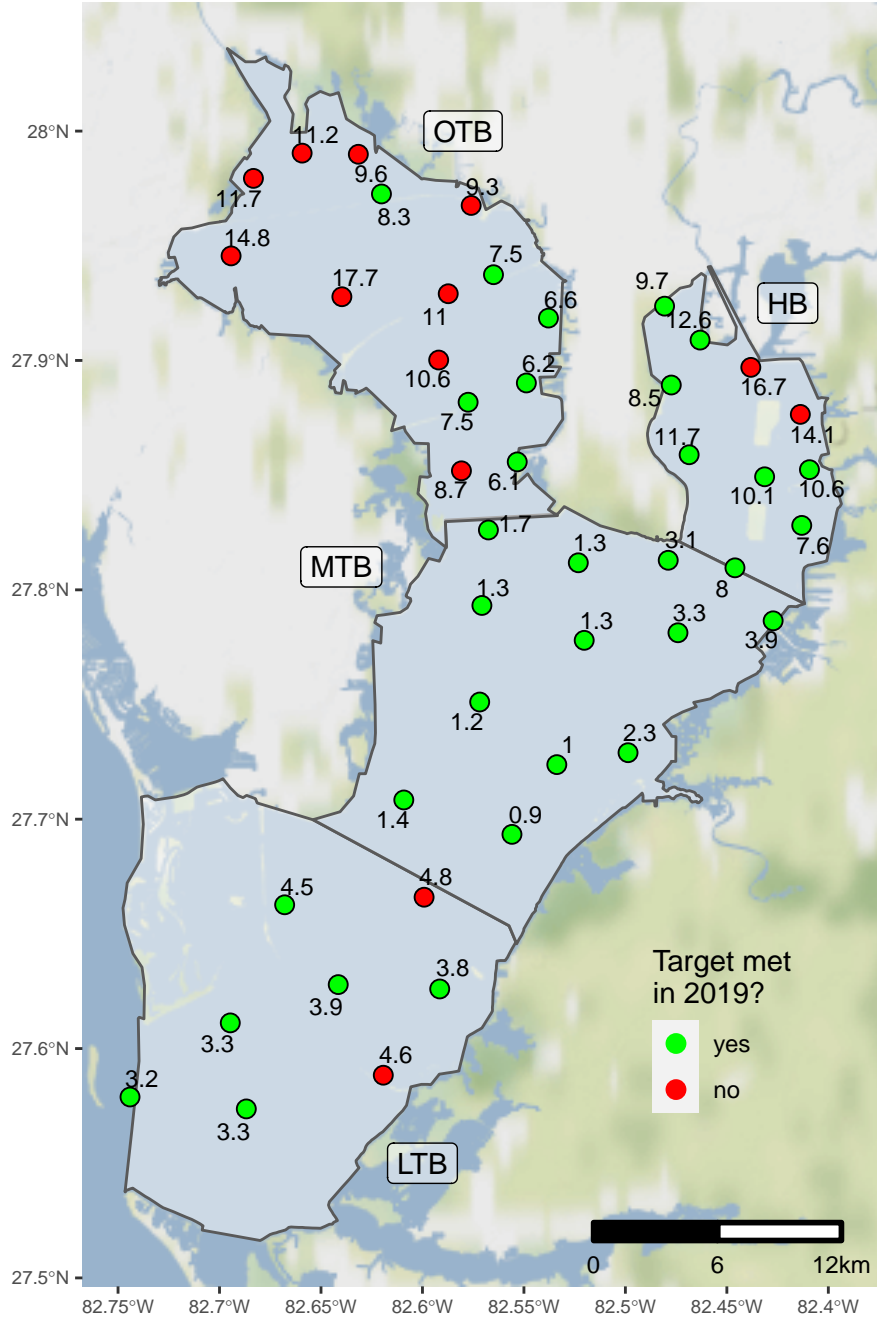 28°N
27.9°N
27.8°N
27.7°N
27.6°N
27.5°N
OTB
11.2
9.6
9.3
11.7
8.3
14.8
17.7
7.5
11
6.6
10.6
6.2
7.5
8.7
6.1
HB
9.7
12.6
16.7
8.5
14.1
11.7
10.1
10.6
7.6
8
MTB
1.7
1.3
3.1
1.3
1.3
3.3
3.9
1.2
1
2.3
1.4
0.9
4.8
4.5
3.8
3.9
3.3
4.6
3.2
3.3
LTB
Target met
in 2019?
yes
no
0 6 12km
82.75°W 82.7°W 82.65°W 82.6°W 82.55°W 82.5°W 82.45°W 82.4°W